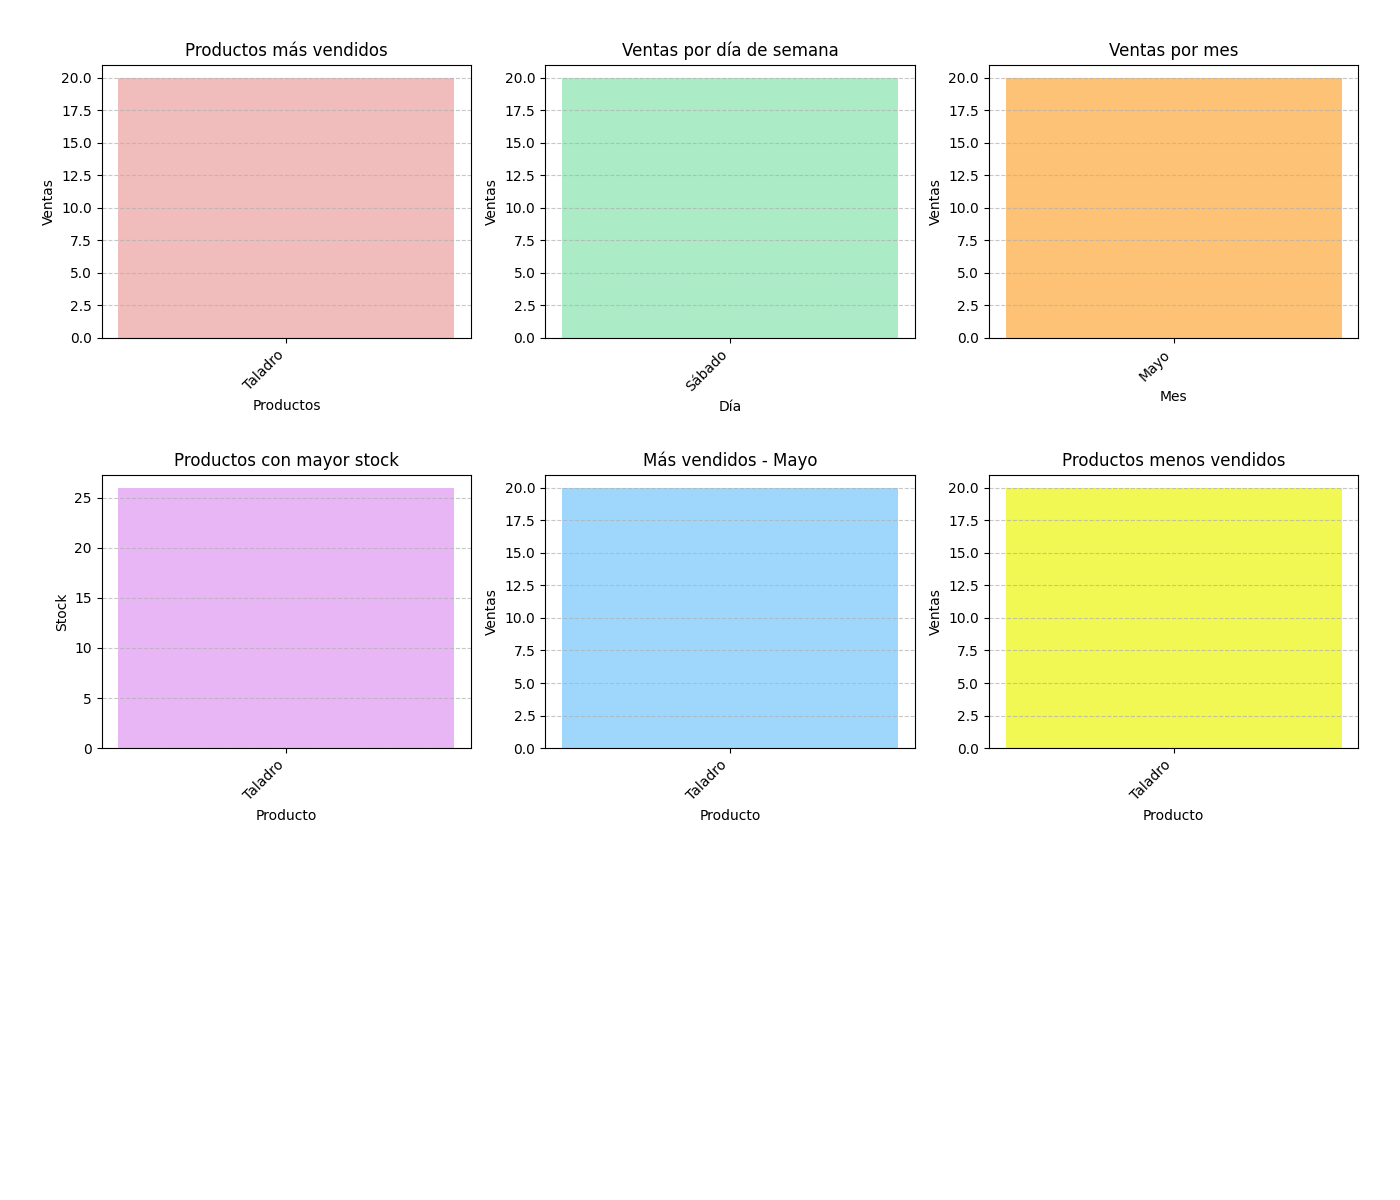 Productos más vendidos
20.0
17.5
15.0
12.5
10.0
7.5
5.0
2.5
0.0
Ventas
Taladro
Productos
Ventas por día de semana
20.0
17.5
15.0
12.5
10.0
7.5
5.0
2.5
0.0
Ventas
Sábado
Día
Ventas por mes
20.0
17.5
15.0
12.5
10.0
7.5
5.0
2.5
0.0
Ventas
Mayo
Mes
Productos con mayor stock
25
20
15
10
5
0
Stock
Taladro
Producto
Más vendidos - Mayo
20.0
17.5
15.0
12.5
10.0
7.5
5.0
2.5
0.0
Ventas
Taladro
Producto
Productos menos vendidos
20.0
17.5
15.0
12.5
10.0
7.5
5.0
2.5
0.0
Ventas
Taladro
Producto